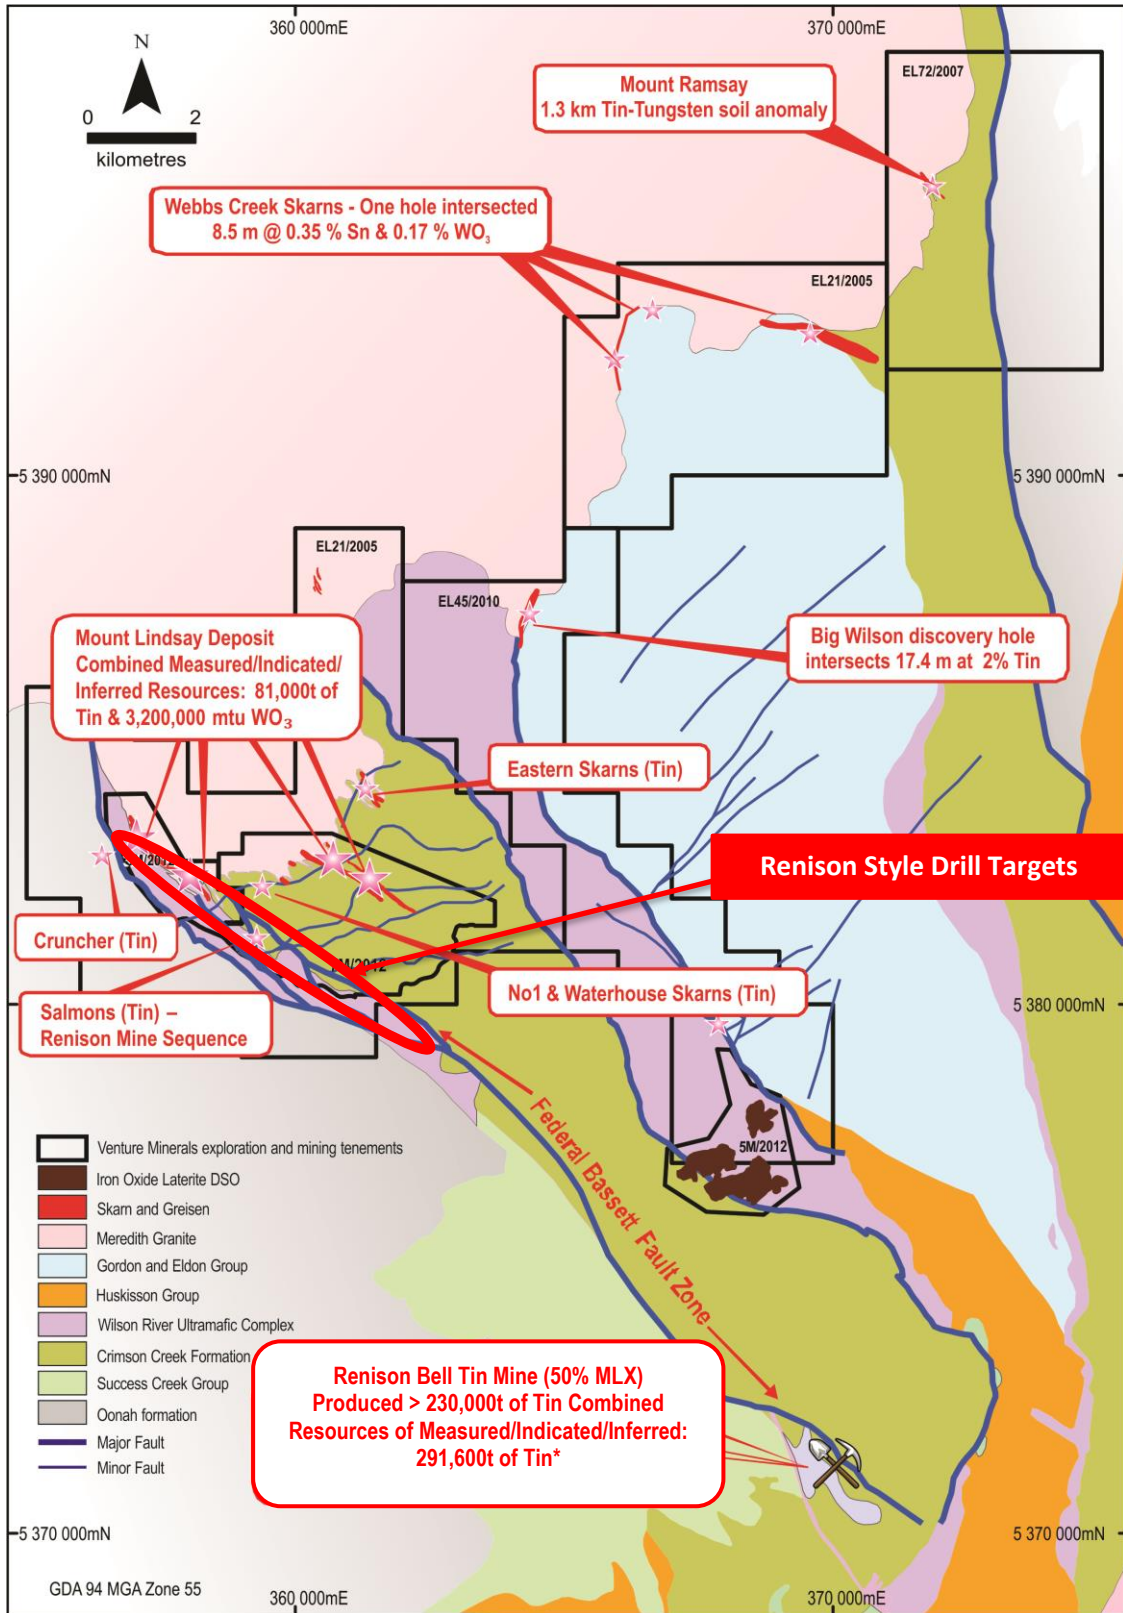 360 000mE
370 000mE
N
0 2
kilometres
EL72/2007
Mount Ramsay
1.3 km Tin-Tungsten soil anomaly
Webbs Creek Skarns - One hole intersected
8.5 m @ 0.35 % Sn & 0.17 % WO₃
EL21/2005
5 390 000mN
5 390 000mN
EL21/2005
EL45/2010
Mount Lindsay Deposit
Combined Measured/Indicated/
Inferred Resources: 81,000t of
Tin & 3,200,000 mtu WO₃
Big Wilson discovery hole
intersects 17.4 m at 2% Tin
Eastern Skarns (Tin)
Renison Style Drill Targets
M/2012
Cruncher (Tin)
M/2012
No1 & Waterhouse Skarns (Tin)
Salmons (Tin) –
Renison Mine Sequence
5 380 000mN
Federal Bassett Fault Zone
5M/2012
Venture Minerals exploration and mining tenements
Iron Oxide Laterite DSO
Skarn and Greisen
Meredith Granite
Gordon and Eldon Group
Huskisson Group
Wilson River Ultramafic Complex
Crimson Creek Formation
Success Creek Group
Oonah formation
Major Fault
Minor Fault
Renison Bell Tin Mine (50% MLX)
Produced > 230,000t of Tin Combined
Resources of Measured/Indicated/Inferred:
291,600t of Tin*
5 370 000mN
5 370 000mN
GDA 94 MGA Zone 55
360 000mE
370 000mE